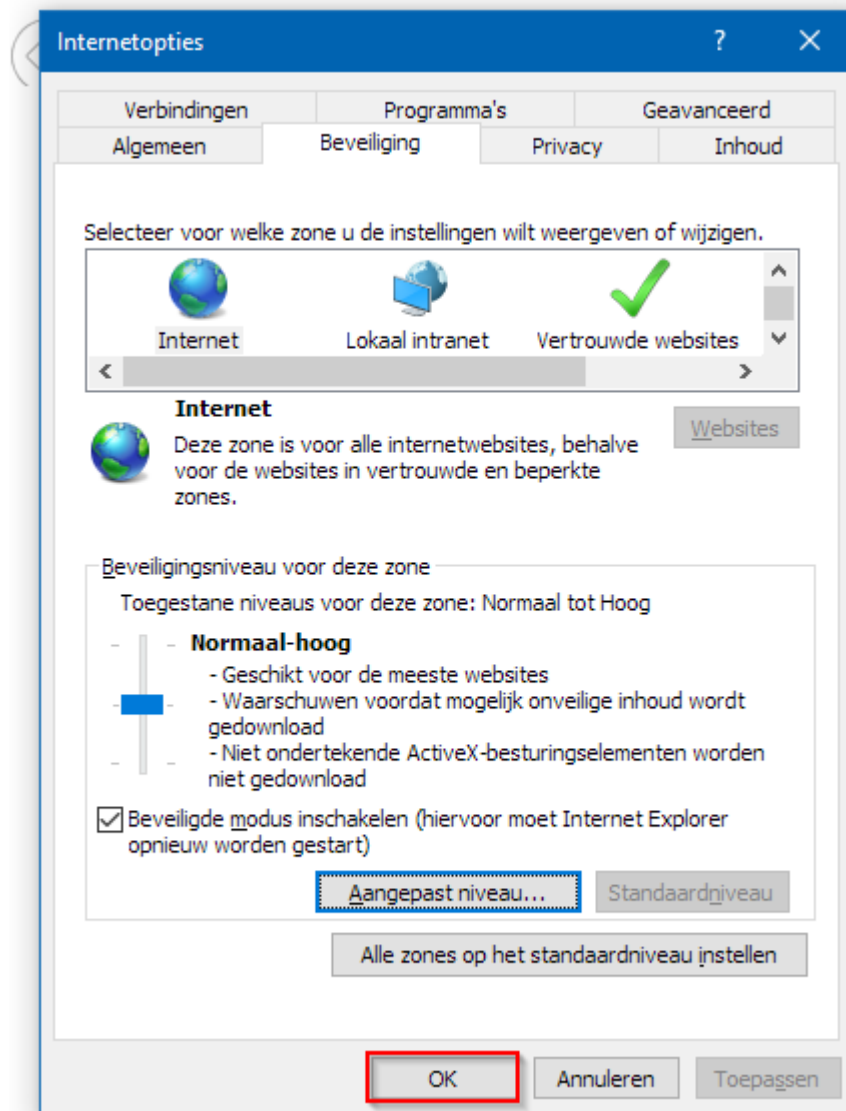 Internetopties
Verbindingen Programma's Geavanceerd
Algemeen Beveiliging Privacy Inhoud
Selecteer voor welke zone u de instellingen wilt weergeven of wijzigen.
Internet Lokaal intranet Vertrouwde websites
Internet
Websites
Deze zone is voor alle internetwebsites, behalve
voor de websites in vertrouwde en beperkte
zones.
Beveiligingsniveau voor deze zone
Toegestane niveaus voor deze zone: Normaal tot Hoog
Normaal-hoog
- Geschikt voor de meeste websites
- Waarschuwen voordat mogelijk onveilige inhoud wordt
gedownload
- Niet ondertekende ActiveX-besturingselementen worden
niet gedownload
Beveiligde modus inschakelen (hiervoor moet Internet Explorer
opnieuw worden gestart)
Aangepast niveau... Standaardniveau
Alle zones op het standaardniveau instellen
OK Annuleren Toepassen